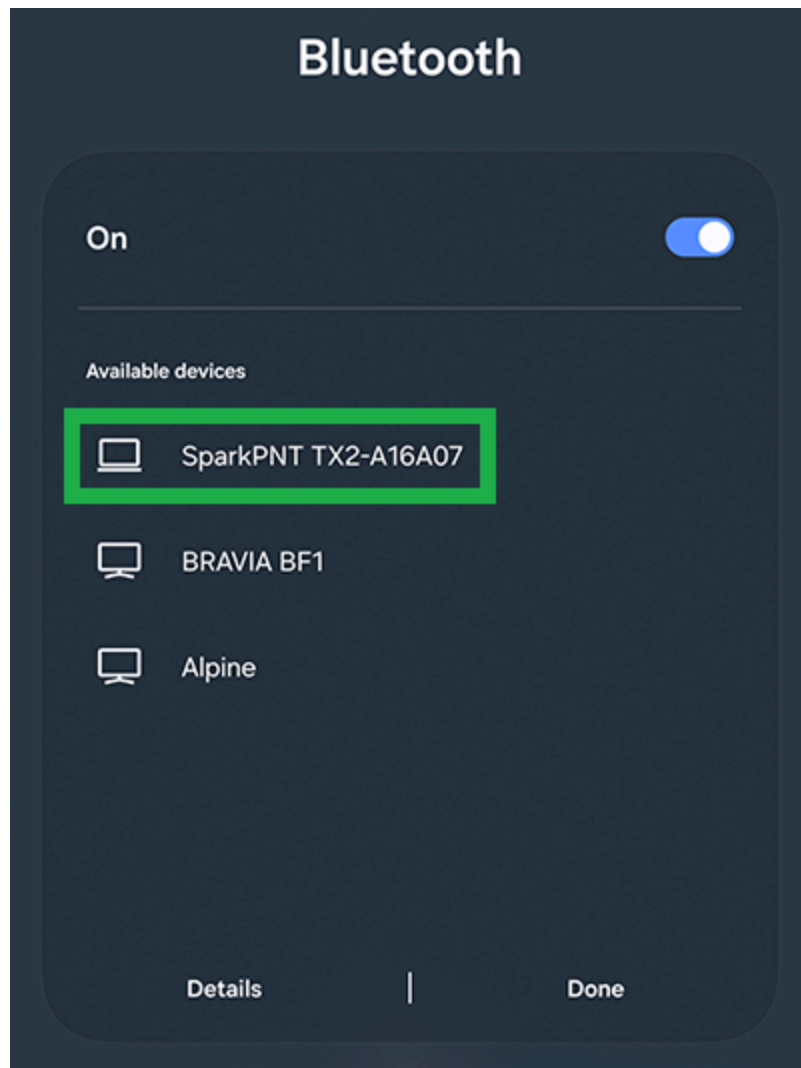 Bluetooth
On
Available devices
SparkPNT TX2-A16A07
BRAVIA BF1
Alpine
Details | Done